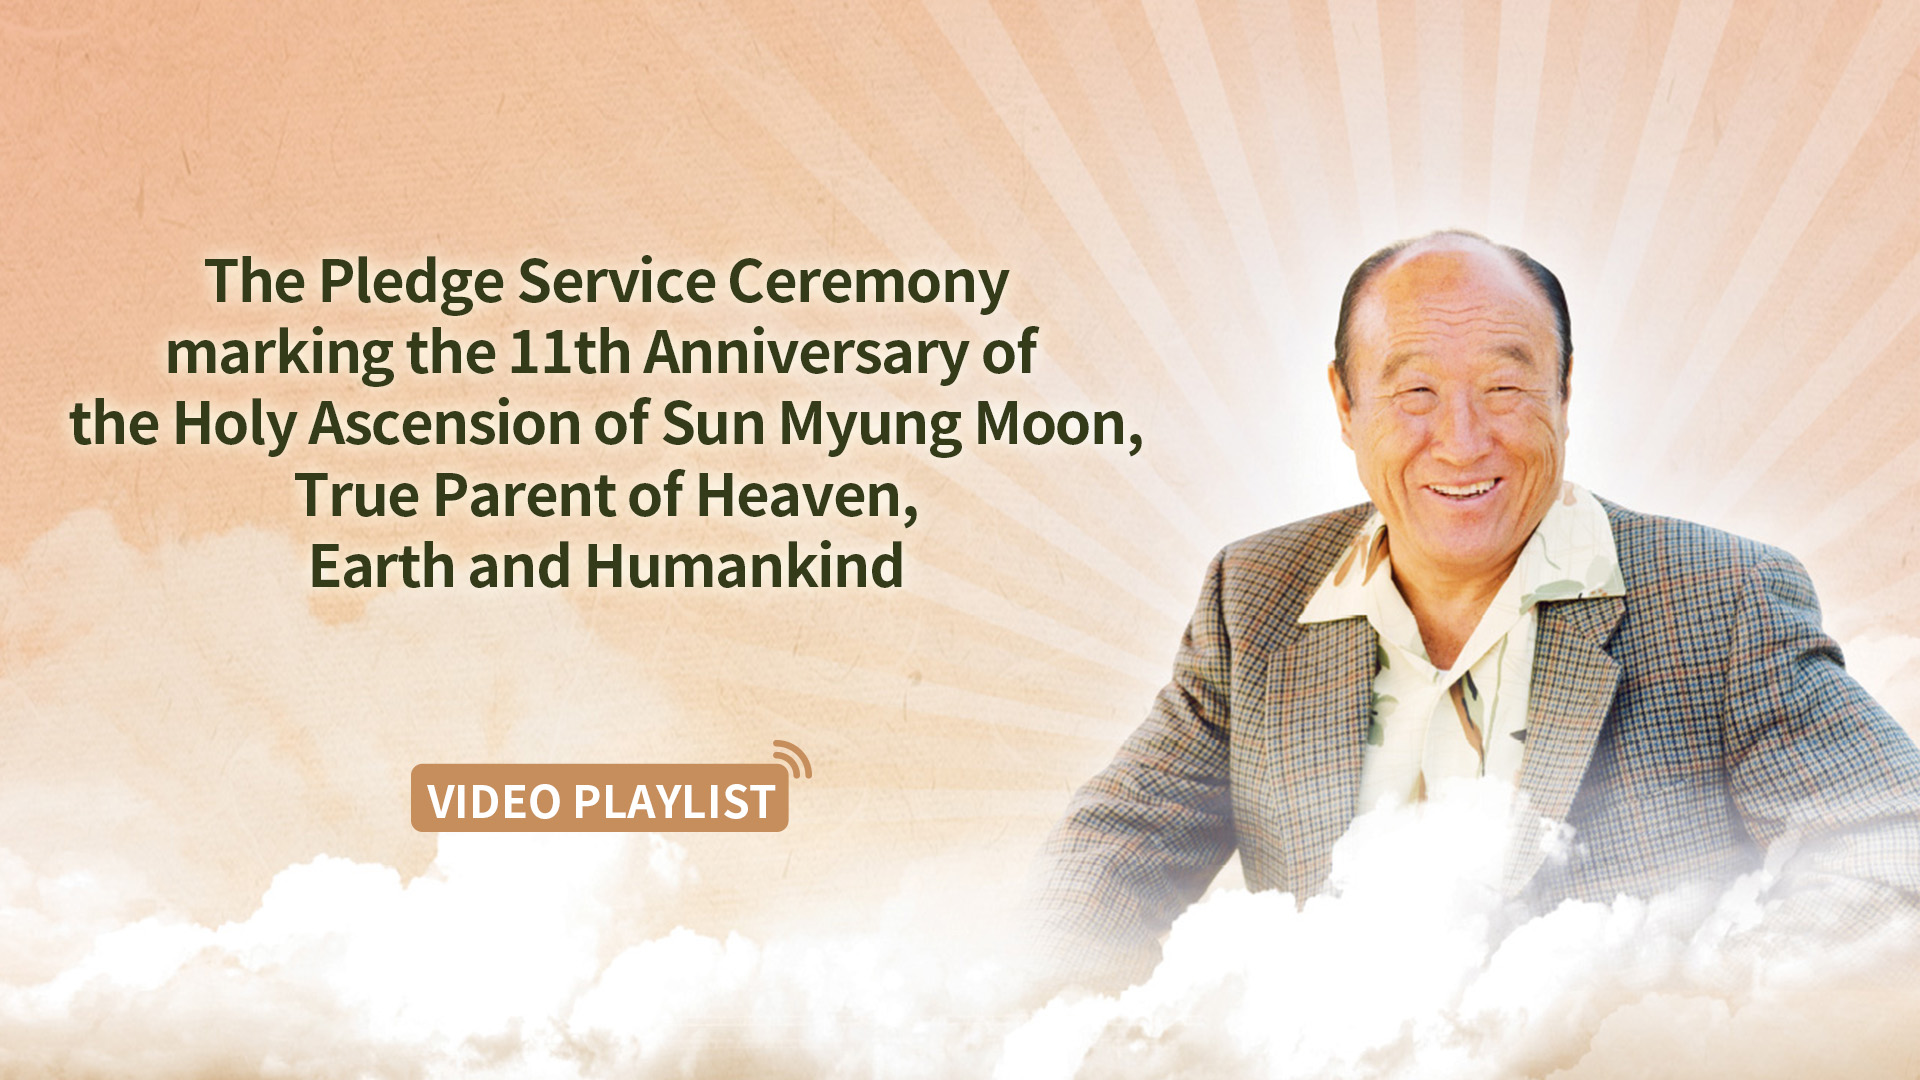 The Pledge Service Ceremony
marking the 11th Anniversary of
the Holy Ascension of Sun Myung Moon,
True Parent of Heaven,
Earth and Humankind
VIDEO PLAYLIST